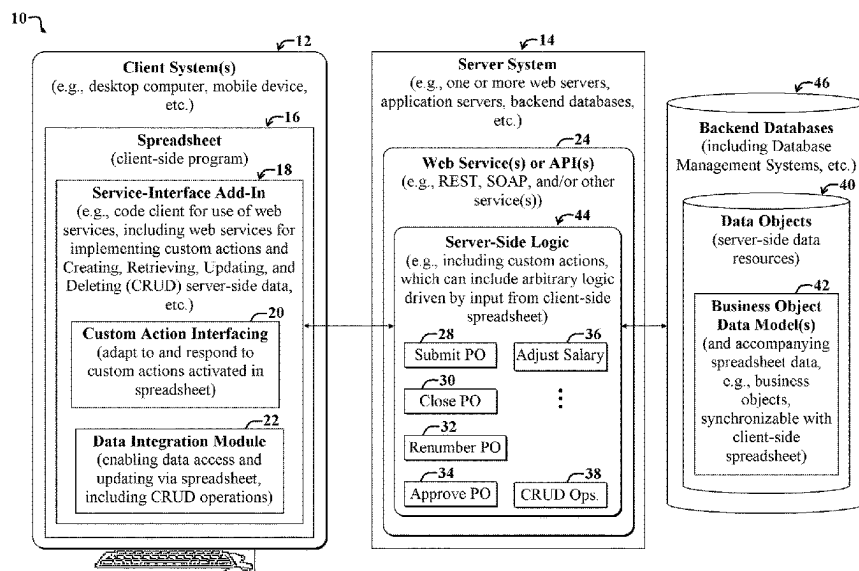 10
12
Client System(s)
(e.g., desktop computer,
mobile device,
etc.)
16
Spreadsheet
(client-side program)
18
Service-Interface Add-In
(e.g., code client for use of web
services, including web services for
implementing custom actions and
Creating, Retrieving, Updating, and
Deleting (CRUD) server-side data,
etc.)
20
Custom Action Interfacing
(adapt to and respond to
custom actions activated in
spreadsheet)
22
Data Integration Module
(enabling data access and
updating via spreadsheet,
including CRUD operations)
14
Server System
(e.g., one or more web servers,
application servers, backend databases,
etc.)
24
Web Service(s) or API(s)
(e.g., REST, SOAP, and/or other
service(s))
44
Server-Side Logic
(e.g., including custom actions,
which can include arbitrary logic
driven by input from client-side
spreadsheet)
28
Submit PO
36
Adjust Salary
30
Close PO
32
Renumber PO
34
Approve PO
38
CRUD Ops.
46
Backend Databases
(including Database
Management Systems, etc.)
40
Data Objects
(server-side data
resources)
42
Business Object
Data Model(s)
(and accompanying
spreadsheet data,
e.g., business
objects,
synchronizable with
client-side
spreadsheet)